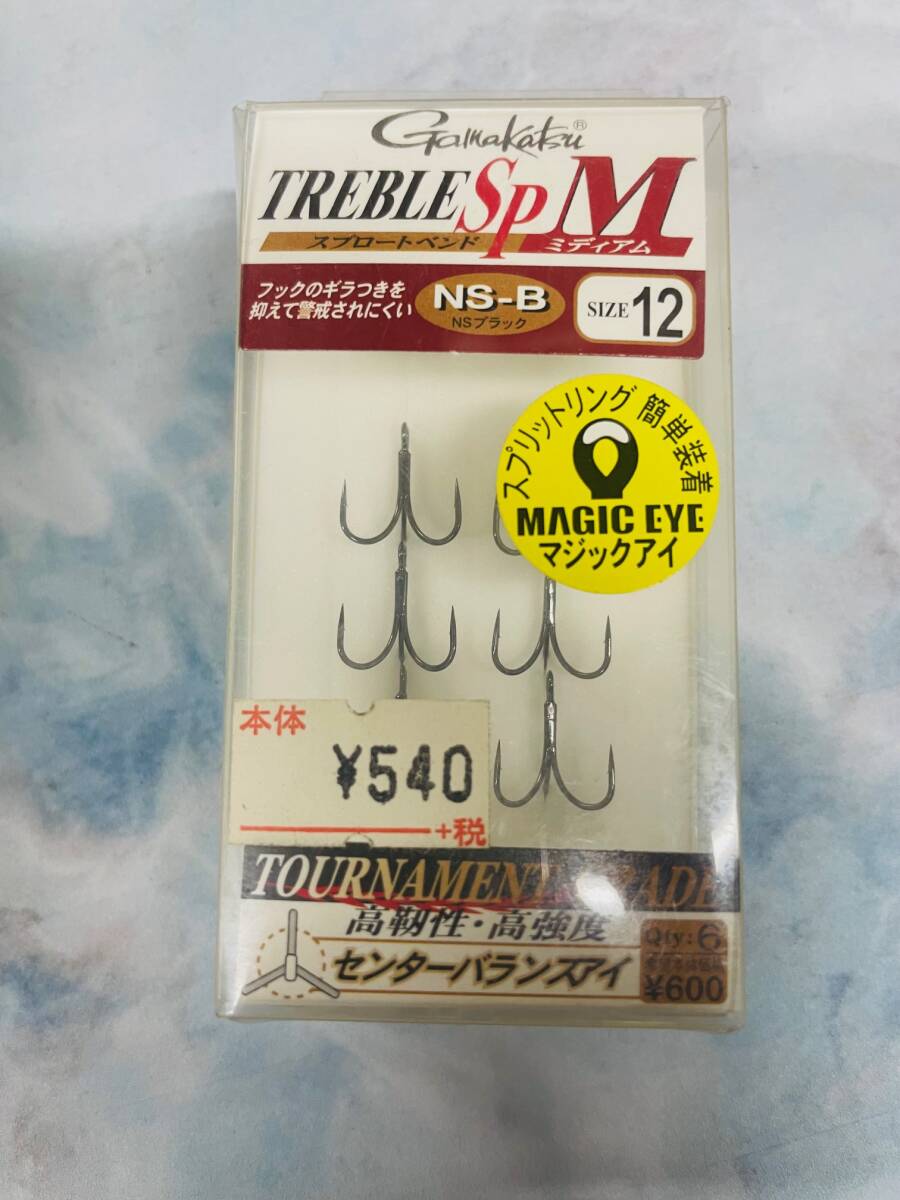 Gamakatsu®
TREBLE SP M
スプロートベンド ミディアム
フックのギラつきを
抑えて警戒されにくい
NS-B
NSブラック
SIZE 12
スプリットリング 簡単装着
MAGIC EYE
マジックアイ
本体
¥540
+税
TOURNAMENT
高靭性・高強度
センターバランスアイ
Qty: 6
¥600